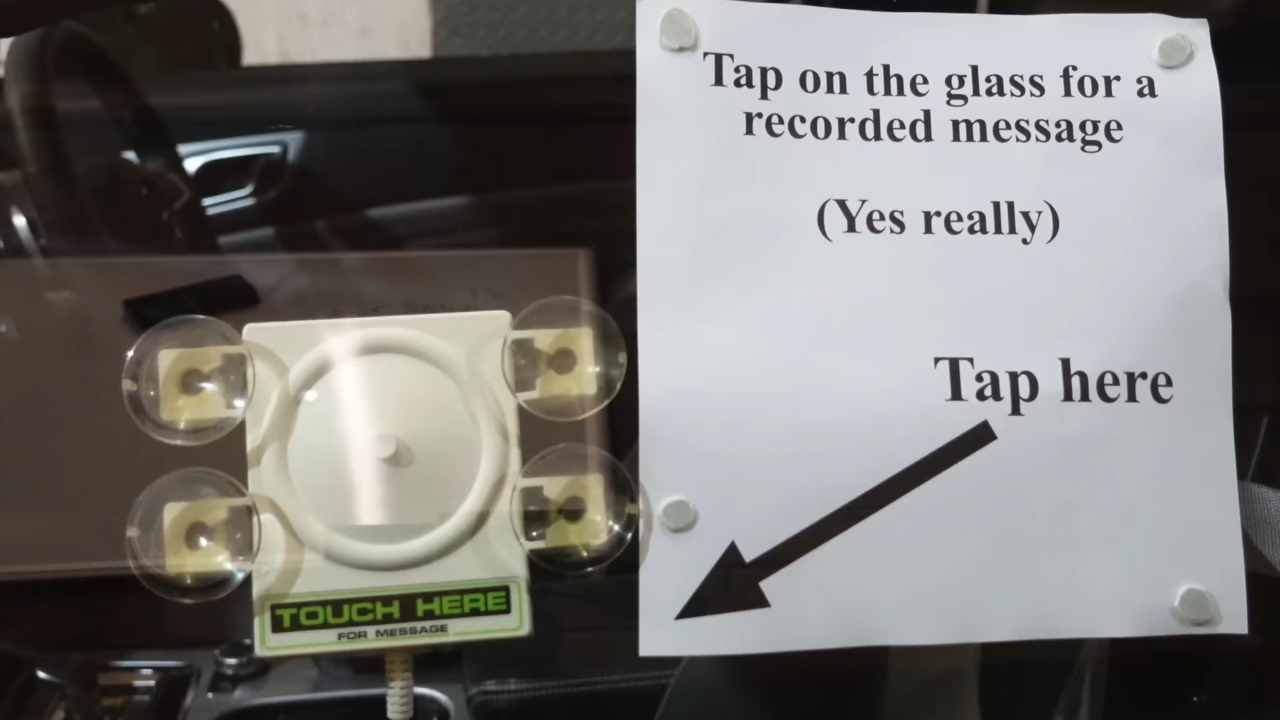 Tap on the glass for a
recorded message
(Yes really)
Tap here
TOUCH HERE
FOR MESSAGE